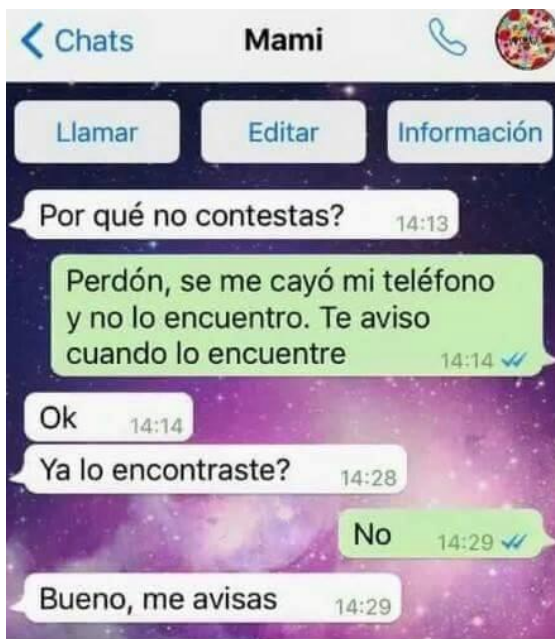 Chats Mami
Llamar Editar Información
Por qué no contestas? 14:13
Perdón, se me cayó mi teléfono
y no lo encuentro. Te aviso
cuando lo encuentre 14:14
Ok 14:14
Ya lo encontraste? 14:28
No 14:29
Bueno, me avisas 14:29